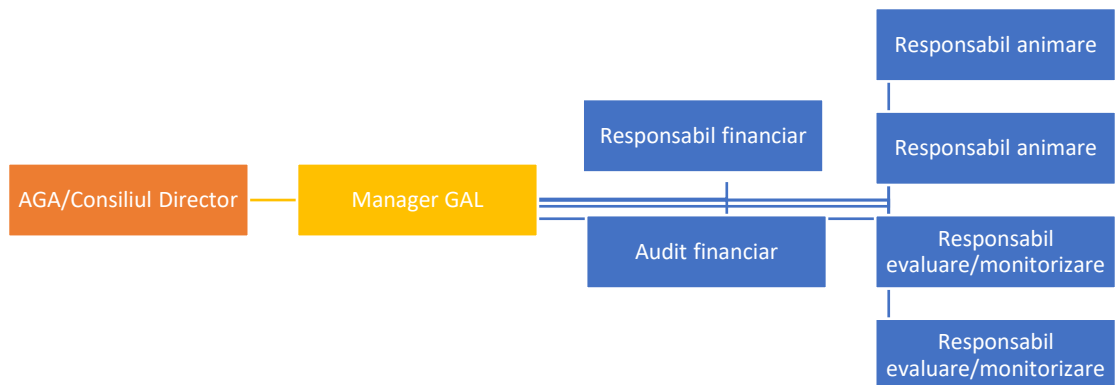 AGA/Consiliul Director
Manager GAL
Responsabil financiar
Audit financiar
Responsabil animare
Responsabil animare
Responsabil
evaluare/monitorizare
Responsabil
evaluare/monitorizare